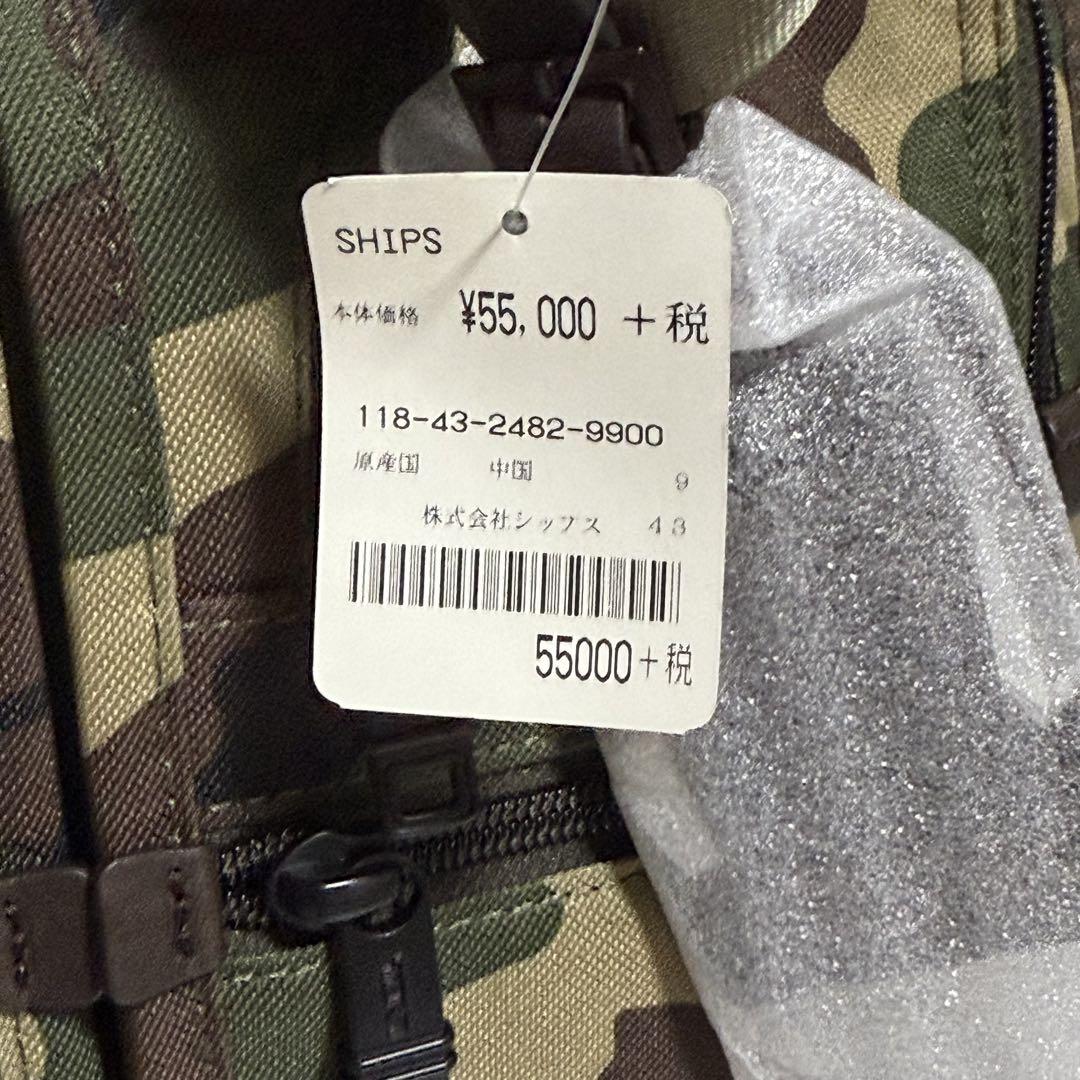 SHIPS
本体価格 ¥55,000 +税
118-43-2482-9900
原産国 中国 9
株式会社シップス 43
55000+税